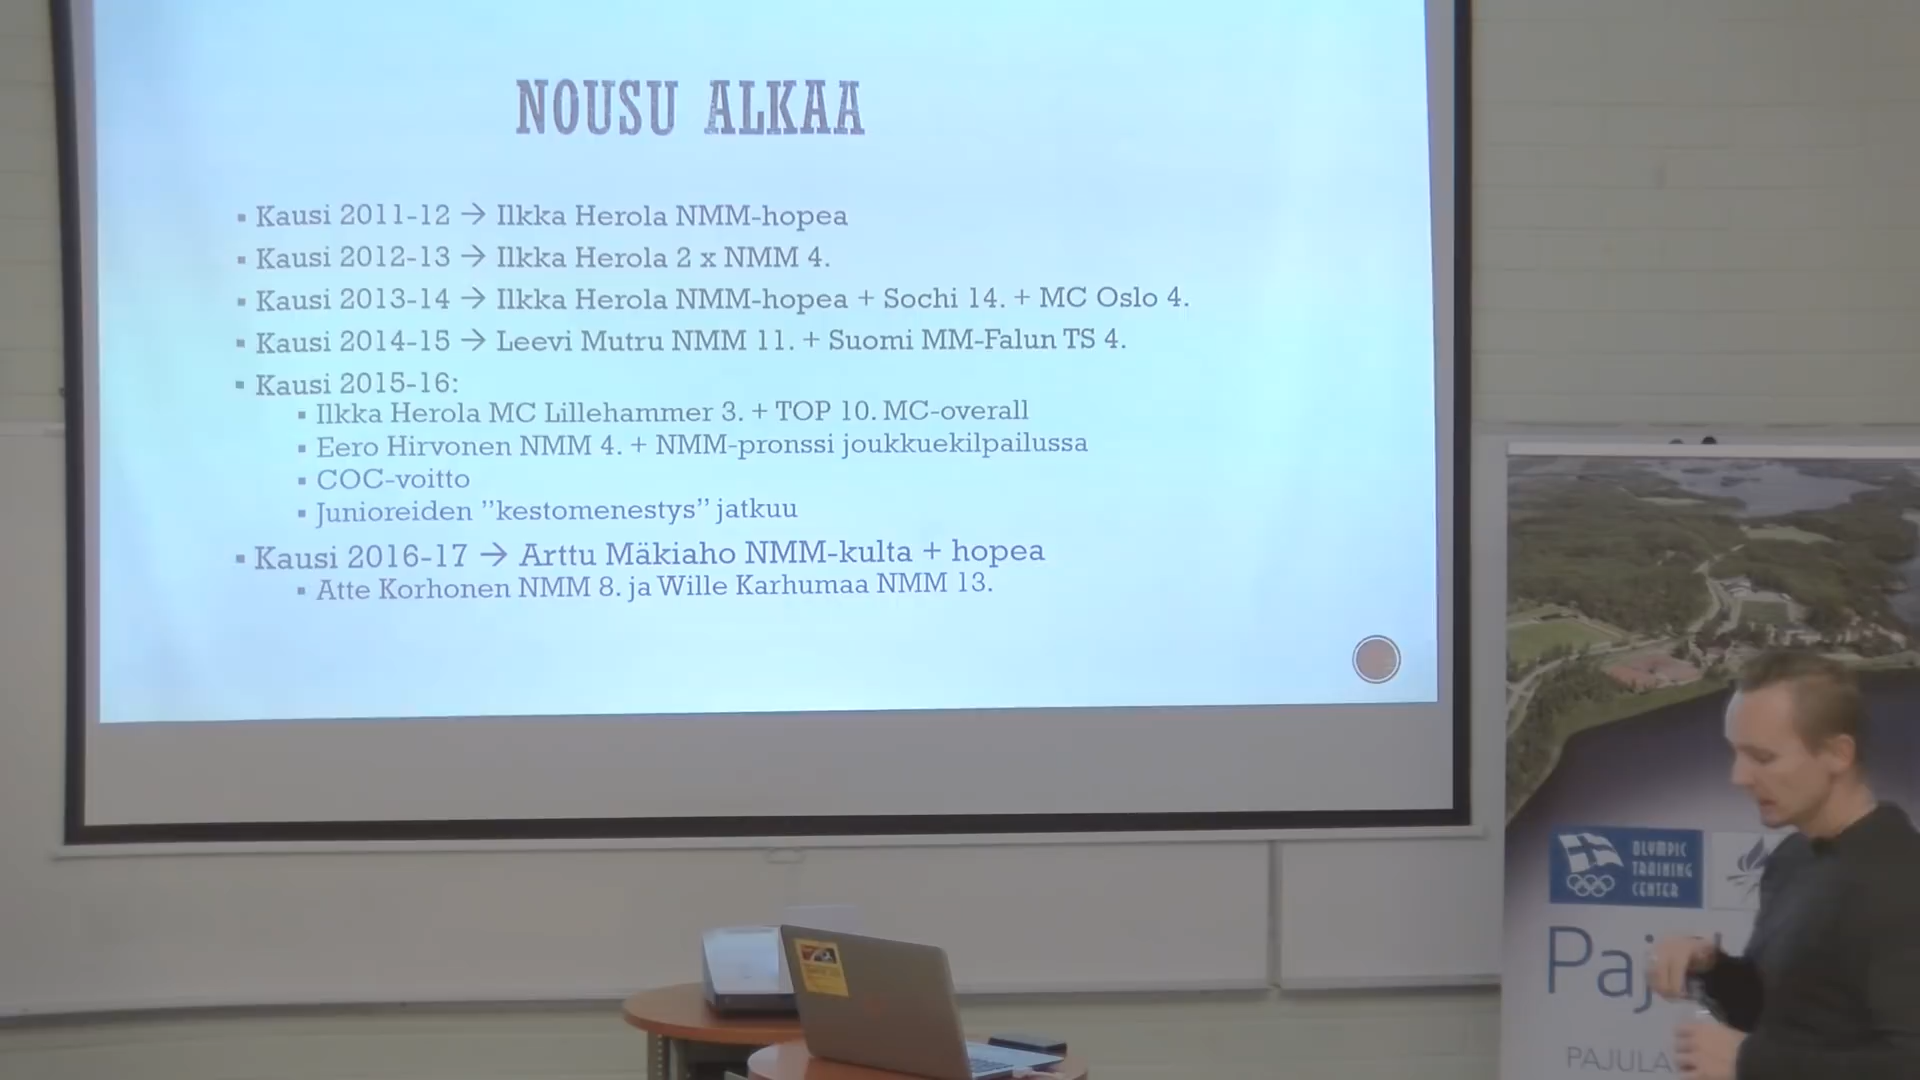 NOUSU ALKAA
▪ Kausi 2011-12 → Ilkka Herola NMM-hopea
▪ Kausi 2012-13 → Ilkka Herola 2 x NMM 4.
▪ Kausi 2013-14 → Ilkka Herola NMM-hopea + Sochi 14. + MC Oslo 4.
▪ Kausi 2014-15 → Leevi Mutru NMM 11. + Suomi MM-Falun TS 4.
▪ Kausi 2015-16:
▪ Ilkka Herola MC Lillehammer 3. + TOP 10. MC-overall
▪ Eero Hirvonen NMM 4. + NMM-pronssi joukkuekilpailussa
▪ COC-voitto
▪ Junioreiden ”kestomenestys” jatkuu
▪ Kausi 2016-17 → Arttu Mäkiaho NMM-kulta + hopea
▪ Atte Korhonen NMM 8. ja Wille Karhumaa NMM 13.
OLYMPIC
TRAINING
CENTER
Paj
PAJULA